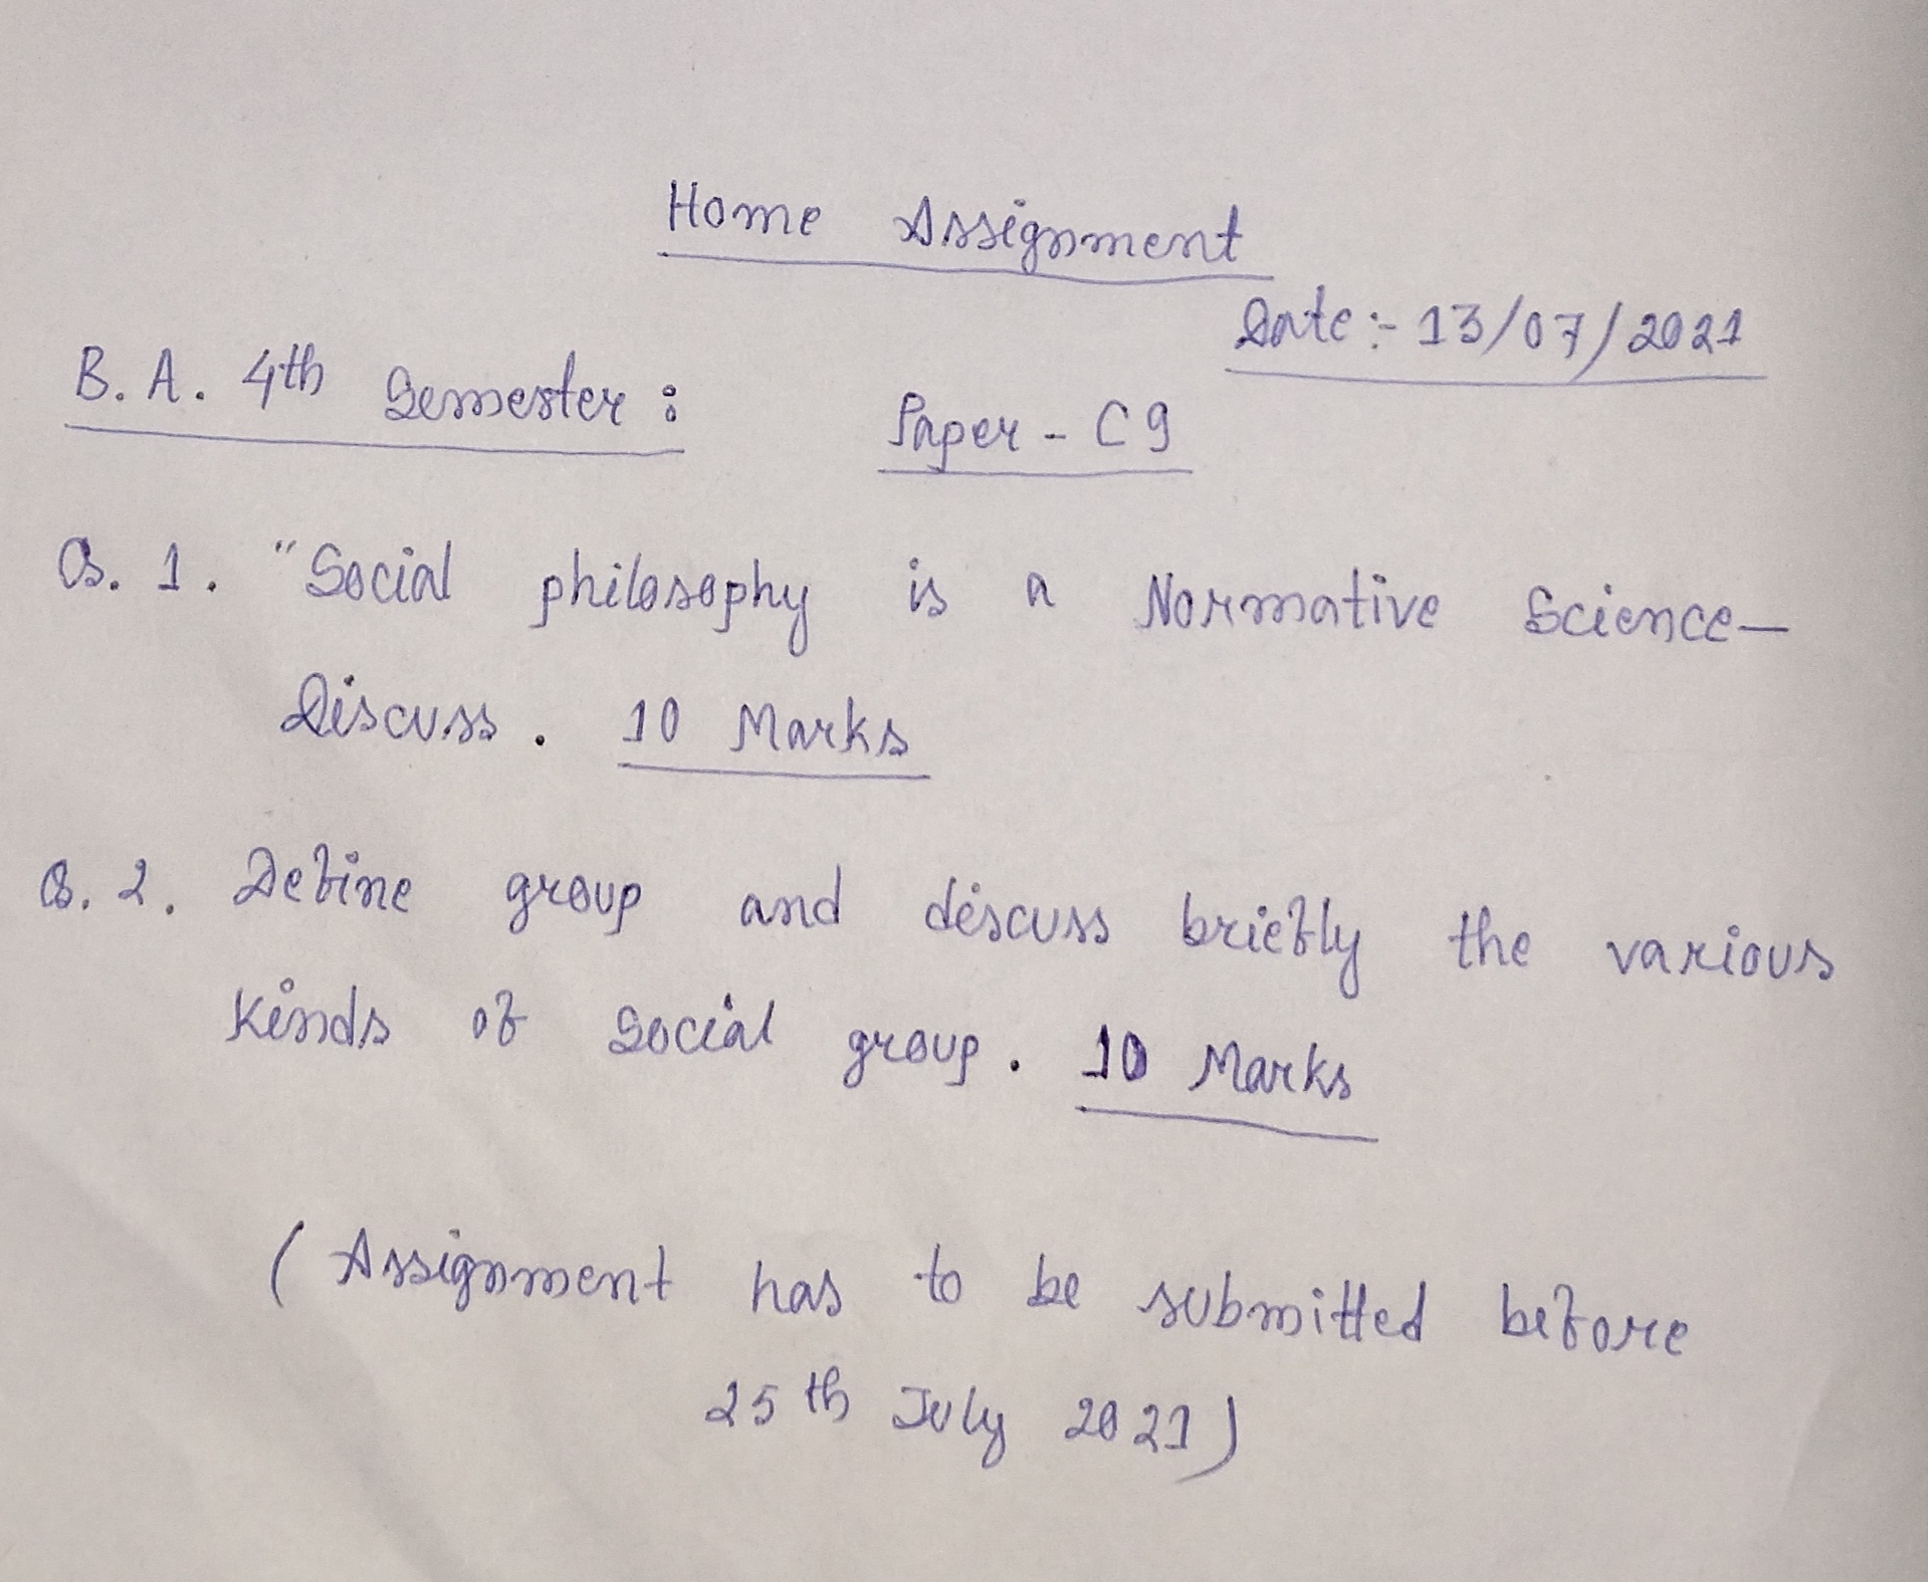 Home Assignment
Date :- 13/07/2021
B. A. 4th Semester :
Paper - C9
Q. 1. "Social philosophy is a Normative Science—
Discuss. 10 Marks
Q. 2. Define group and discuss briefly the various
kinds of social group. 10 Marks
(Assignment has to be submitted before
25th July 2021)